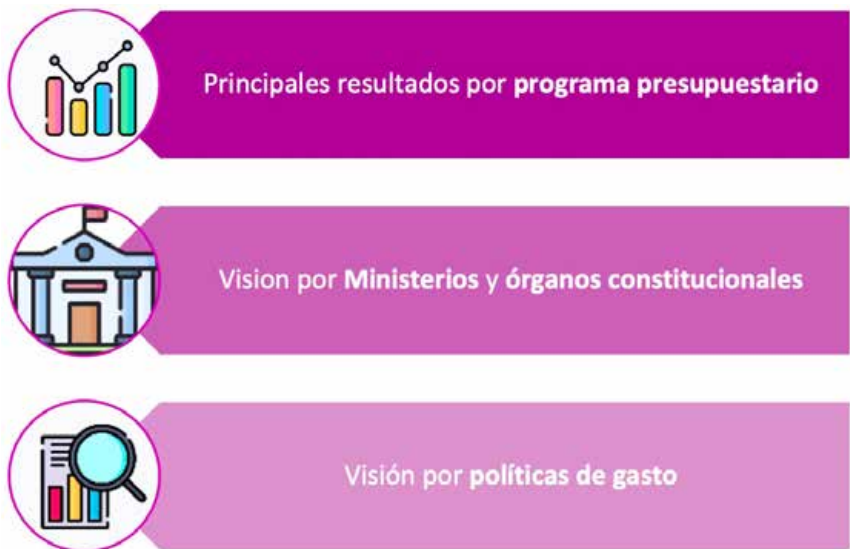 Principales resultados por programa presupuestario
Vision por Ministerios y órganos constitucionales
Visión por políticas de gasto